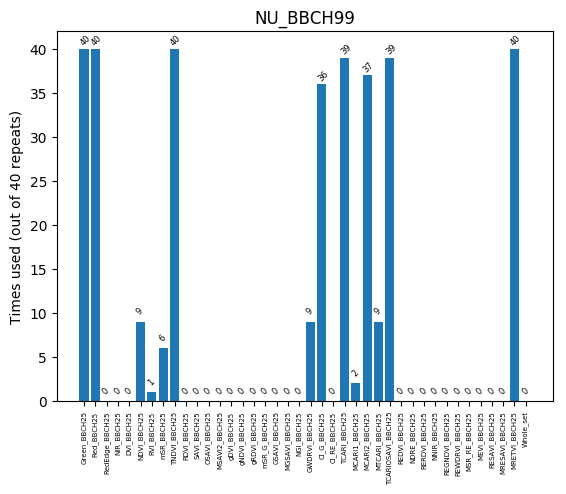 NU_BBCH99
Times used (out of 40 repeats)
40
35
30
25
20
15
10
5
0
40
40
0
0
0
9
1
6
40
0
0
0
0
0
0
0
0
0
0
0
9
36
0
39
2
37
9
39
0
0
0
0
0
0
0
0
0
0
40
0
Green_BBCH25
Red_BBCH25
RedEdge_BBCH25
NIR_BBCH25
DVI_BBCH25
NDVI_BBCH25
RVI_BBCH25
mSR_BBCH25
TNDVI_BBCH25
RDVI_BBCH25
SAVI_BBCH25
OSAVI_BBCH25
MSAVI2_BBCH25
gDVI_BBCH25
gNDVI_BBCH25
gRDVI_BBCH25
mSR_G_BBCH25
GSAVI_BBCH25
MGSAVI_BBCH25
NGI_BBCH25
GWDRVI_BBCH25
CI_G_BBCH25
CI_RE_BBCH25
TCARI_BBCH25
MCARI1_BBCH25
MCARI2_BBCH25
MTCARI_BBCH25
TCARIOSAVI_BBCH25
REDVI_BBCH25
NDRE_BBCH25
RERDVI_BBCH25
NNIR_BBCH25
REGNDVI_BBCH25
REWDRVI_BBCH25
MSR_RE_BBCH25
MEVI_BBCH25
RESAVI_BBCH25
MRESAVI_BBCH25
MRETVI_BBCH25
Whole_set